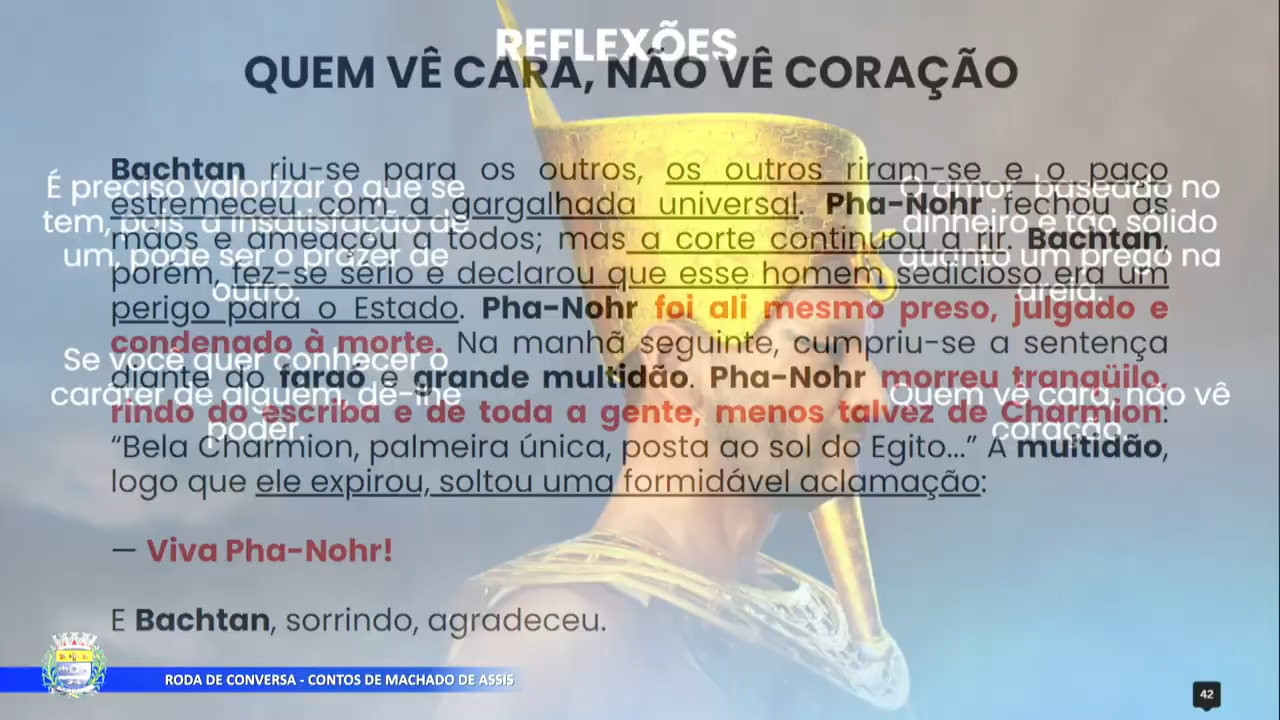 REFLEXÕES
QUEM VÊ CARA, NÃO VÊ CORAÇÃO
Bachtan riu-se para os outros, os outros riram-se e o paço
estremeceu com a gargalhada universal. Pha-Nohr fechou as
mãos e ameaçou a todos; mas a corte continuou a rir. Bachtan,
porém, fez-se sério e declarou que esse homem sedicioso era um
perigo para o Estado. Pha-Nohr foi ali mesmo preso, julgado e
condenado à morte. Na manhã seguinte, cumpriu-se a sentença
diante do faraó e grande multidão. Pha-Nohr morreu tranqüilo,
rindo do escriba e de toda a gente, menos talvez de Charmion:
“Bela Charmion, palmeira única, posta ao sol do Egito...” A multidão,
logo que ele expirou, soltou uma formidável aclamação:
— Viva Pha-Nohr!
E Bachtan, sorrindo, agradeceu.
É preciso valorizar o que se
tem, pois a insatisfação de
um, pode ser o prazer de
outro.
Se você quer conhecer o
caráter de alguém, dê-lhe
poder.
O amor, baseado no
dinheiro é tão sólido
quanto um prego na
areia.
Quem vê cara, não vê
coração.
RODA DE CONVERSA - CONTOS DE MACHADO DE ASSIS
42